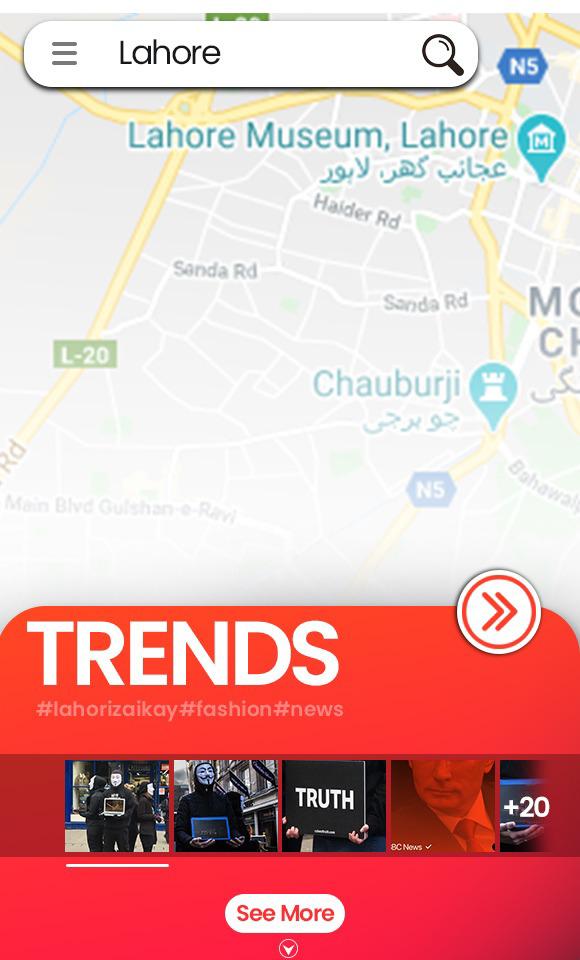 Lahore
N5
Lahore Museum, Lahore
عجائب گھر، لاہور
Haider Rd
Sanda Rd
Sanda Rd
L-20
Chauburji
چو برجی
N5
Rd
Main Blvd Gulshan-e-Ravi
TRENDS
#lahorizaikay#fashion#news
TRUTH
+20
See More